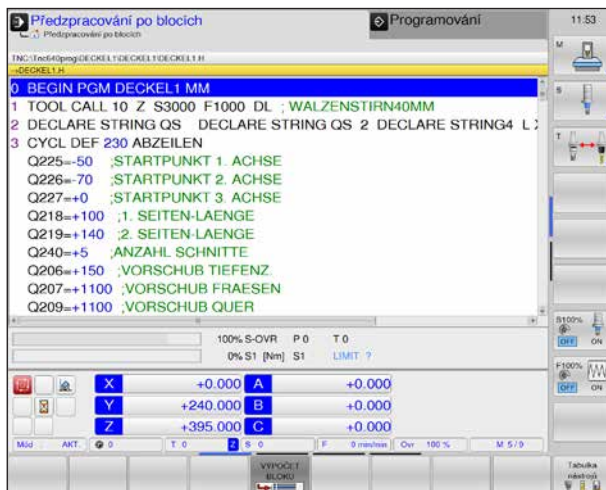 Předzpracování po blocích
Programování
11:53
Předzpracování po blocích
TNC:\Tnc640prog\DECKEL1\DECKEL1\DECKEL1.H
→DECKEL1.H
0 BEGIN PGM DECKEL1 MM
1 TOOL CALL 10 Z S3000 F1000 DL ; WALZENSTIRN40MM
2 DECLARE STRING QS DECLARE STRING QS 2 DECLARE STRING4 L
3 CYCL DEF 230 ABZEILEN
Q225=-50 ;STARTPUNKT 1. ACHSE
Q226=-70 ;STARTPUNKT 2. ACHSE
Q227=+0 ;STARTPUNKT 3. ACHSE
Q218=+100 ;1. SEITEN-LAENGE
Q219=+140 ;2. SEITEN-LAENGE
Q240=+5 ;ANZAHL SCHNITTE
Q206=+150 ;VORSCHUB TIEFENZ.
Q207=+1100 ;VORSCHUB FRAESEN
Q209=+1100 ;VORSCHUB QUER
100% S-OVR P0 T0
0% S1 [Nm] S1 LIMIT ?
X +0.000 A +0.000
Y +240.000 B +0.000
Z +395.000 C +0.000
Mód : AKT. 0 T 0 Z S 0 F 0 mm/min Ovr 100 % M 5/9
M
S
T
S100%
OFF ON
F100%
OFF ON
VÝPOČET
BLOKU
Tabulka
nástrojů